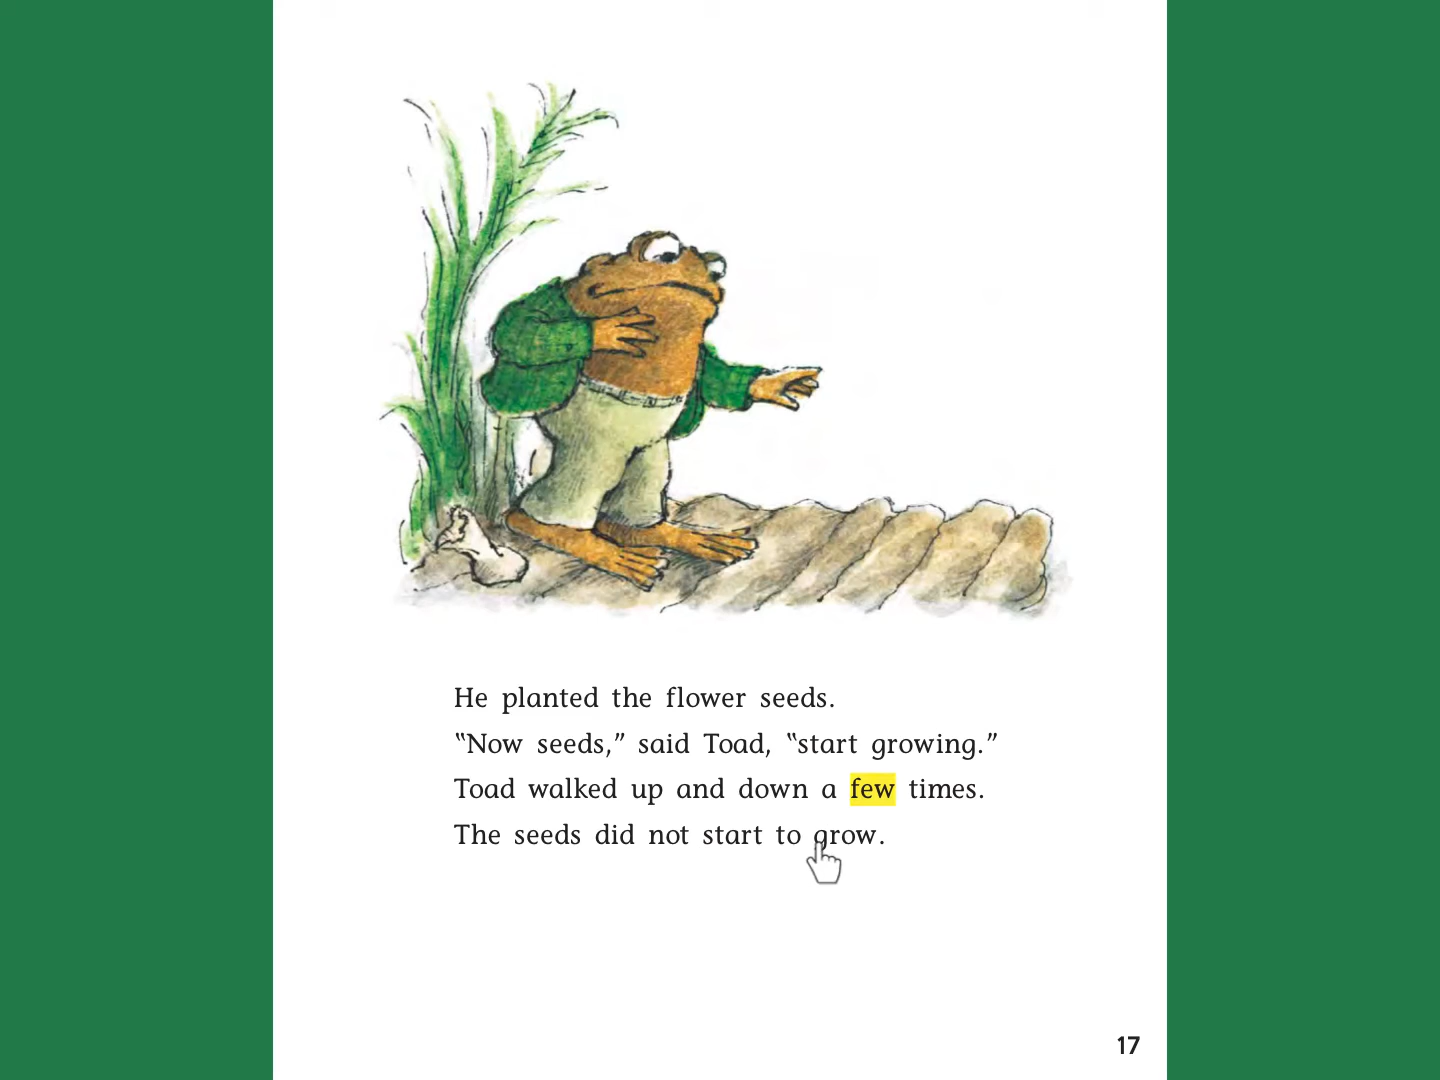 He planted the flower seeds.
“Now seeds,” said Toad, “start growing.”
Toad walked up and down a few times.
The seeds did not start to grow.
17